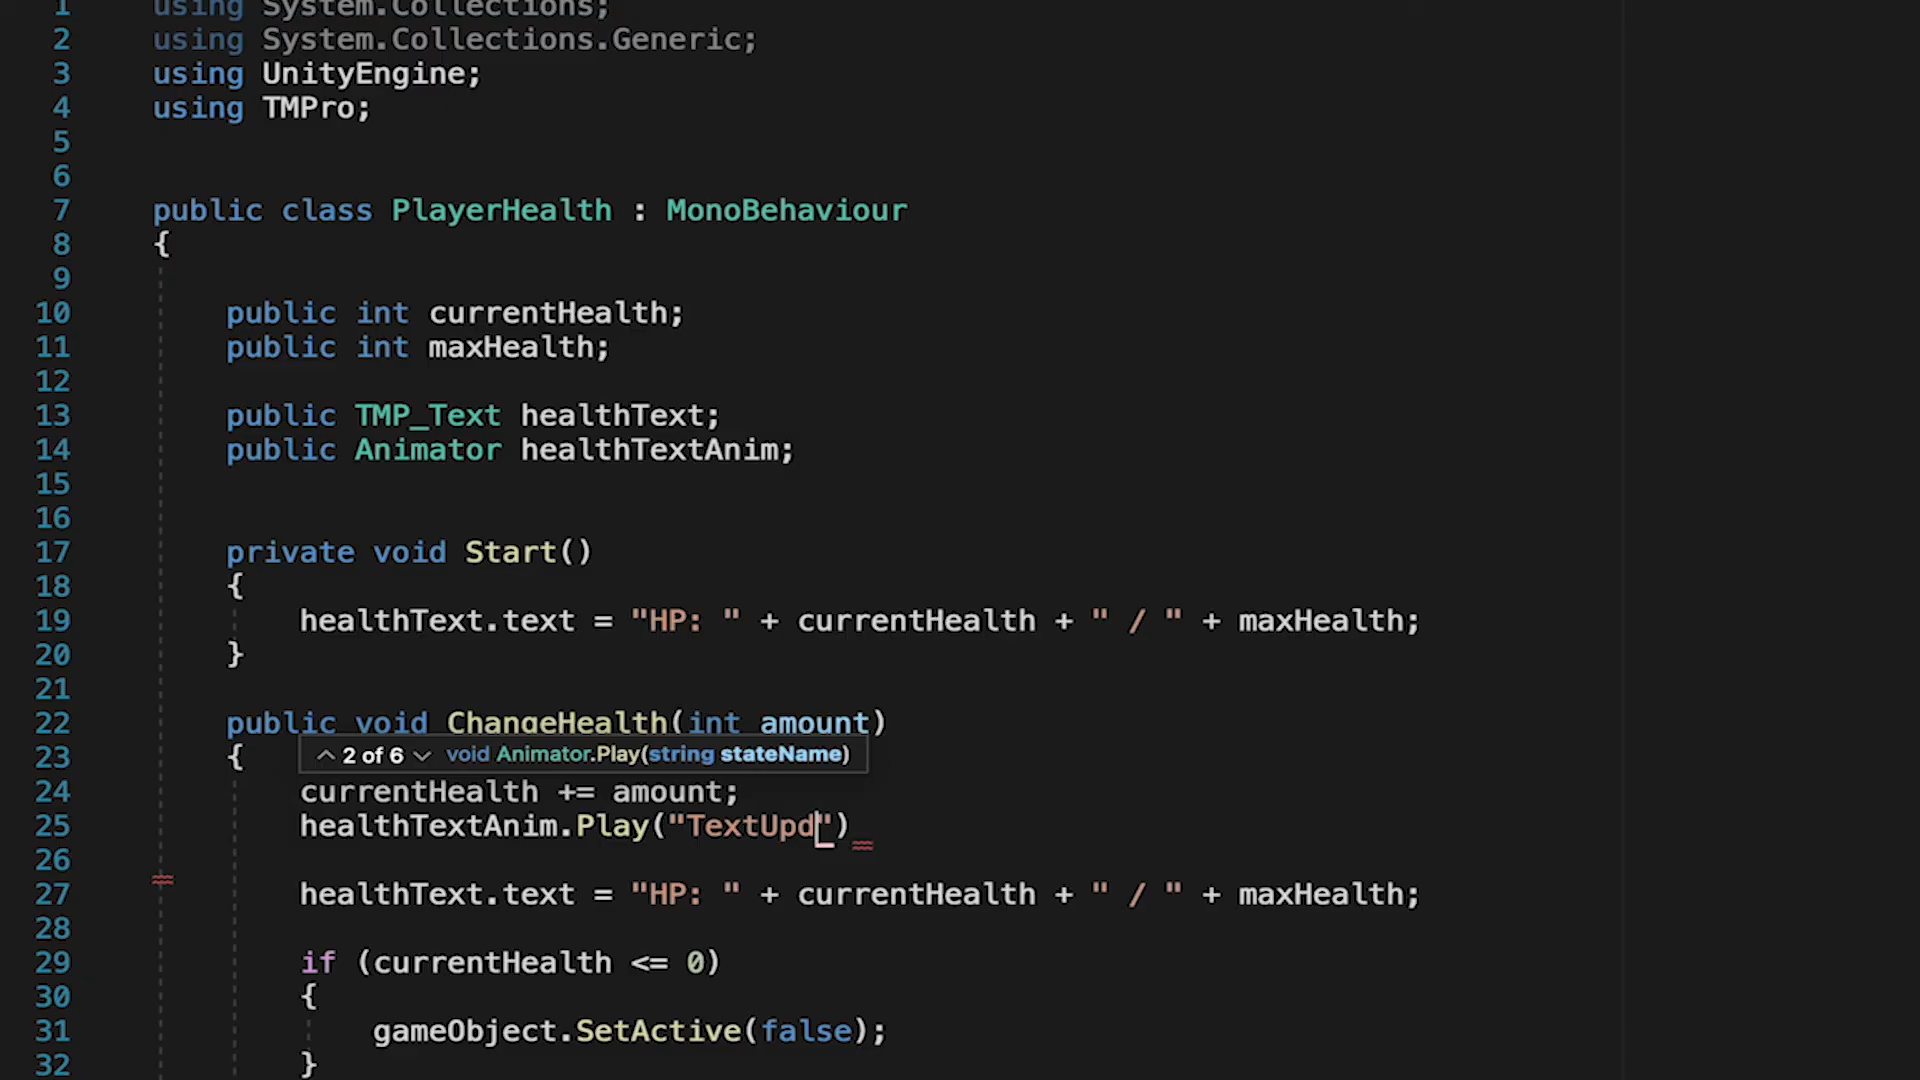 1 using System.Collections;
2 using System.Collections.Generic;
3 using UnityEngine;
4 using TMPro;
5
6
7 public class PlayerHealth : MonoBehaviour
8 {
9
10 public int currentHealth;
11 public int maxHealth;
12
13 public TMP_Text healthText;
14 public Animator healthTextAnim;
15
16
17 private void Start()
18 {
19 healthText.text = "HP: " + currentHealth + " / " + maxHealth;
20 }
21
22 public void ChangeHealth(int amount)
23 { 2 of 6 void Animator.Play(string stateName)
24 currentHealth += amount;
25 healthTextAnim.Play("TextUpd")
26
27 healthText.text = "HP: " + currentHealth + " / " + maxHealth;
28
29 if (currentHealth <= 0)
30 {
31 gameObject.SetActive(false);
32 }